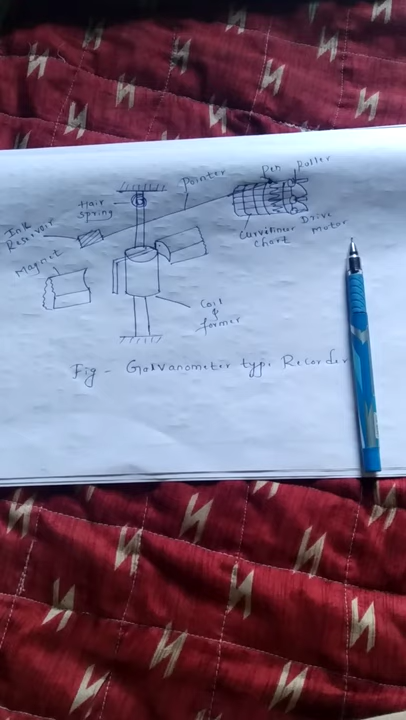 Pen Roller
Pointer
Hair
spring
Ink
Reservoir
Drive
motor
Curvilinear
chart
Magnet
Coil
&
former
Fig - Galvanometer type Recorder